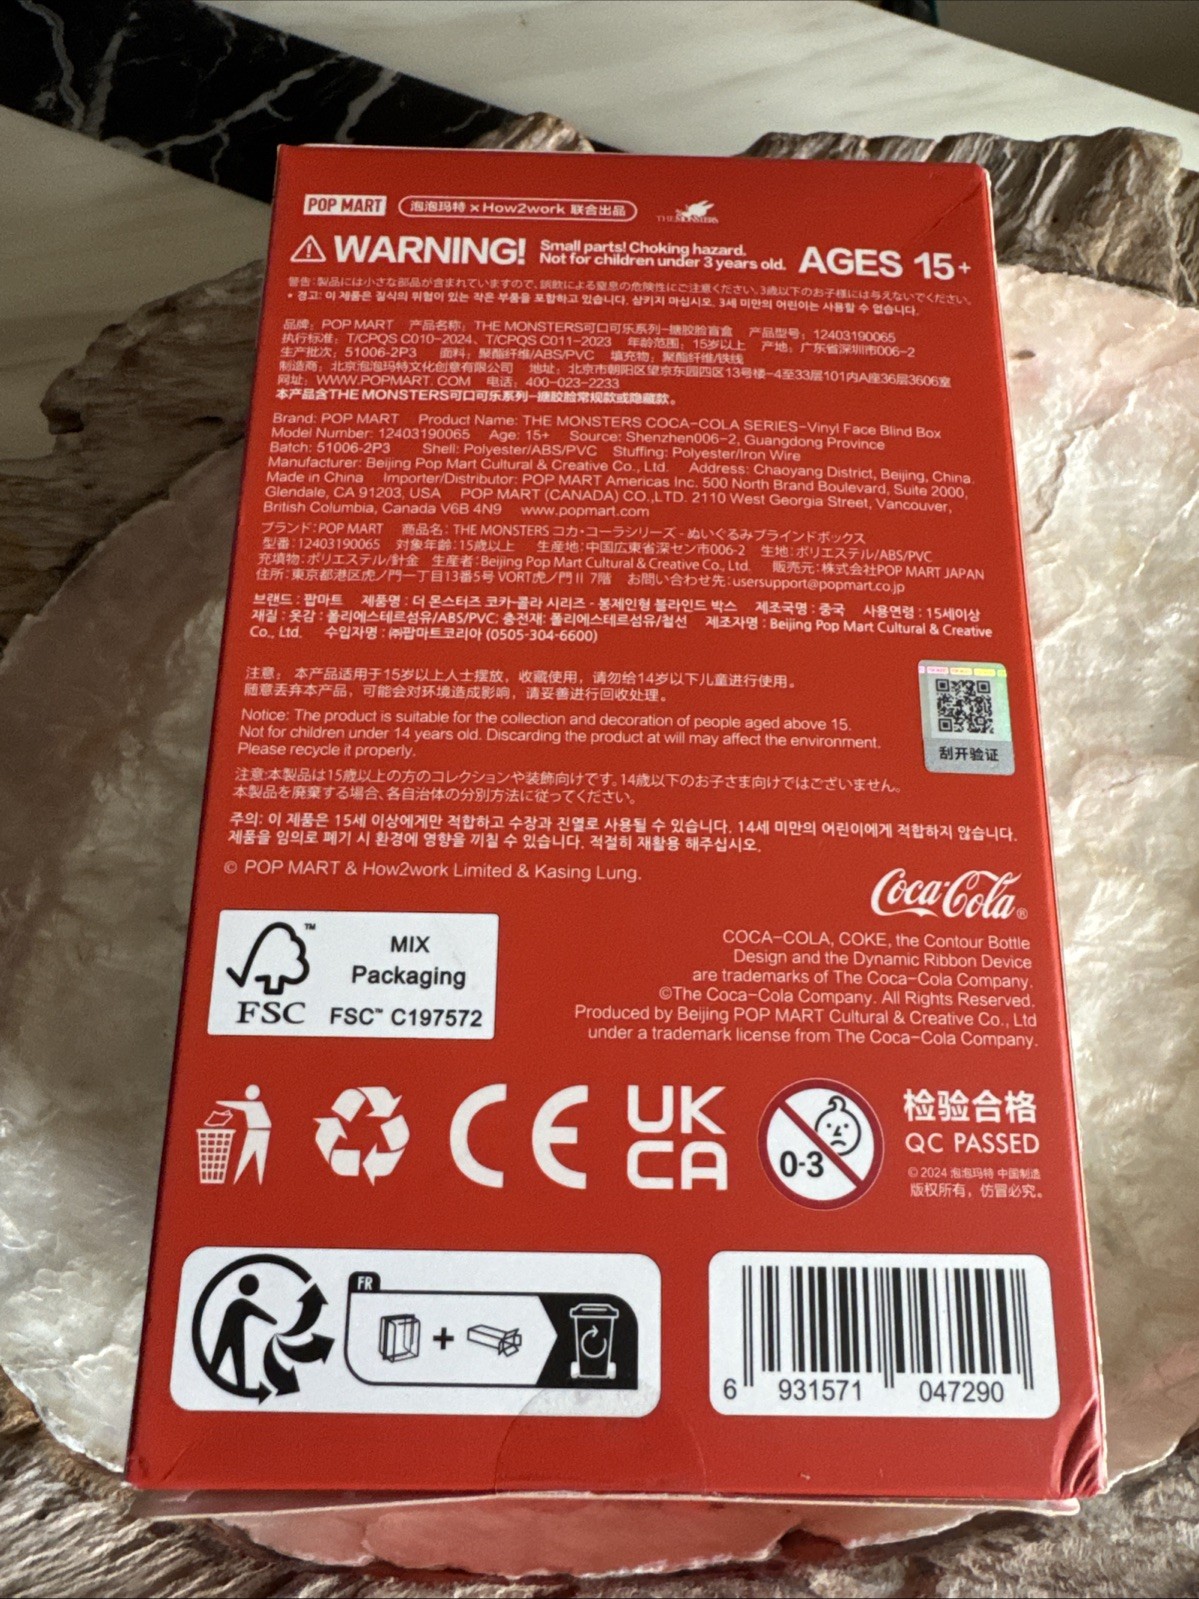 POP MART 泡泡玛特 × How2work 联合出品 THE MONSTERS
WARNING! Small parts! Choking hazard. AGES 15+
Not for children under 3 years old.
警告:製品には小さな部品が含まれていますので、誤飲による窒息の危険性にご注意ください。3歳以下のお子様には与えないでください。
* 경고: 이 제품은 질식의 위험이 있는 작은 부품을 포함하고 있습니다. 삼키지 마십시오. 3세 미만의 어린이는 사용할 수 없습니다.
品牌：POP MART 产品名称：THE MONSTERS可口可乐系列-搪胶脸盲盒 产品型号：12403190065
执行标准：T/CPQS C010-2024、T/CPQS C011-2023 年龄范围：15岁以上 产地：广东省深圳市006-2
生产批次：51006-2P3 面料：聚酯纤维/ABS/PVC 填充物：聚酯纤维/铁线
制造商：北京泡泡玛特文化创意有限公司 地址：北京市朝阳区望京东园四区13号楼-4至33层101内A座36层3606室
网址：WWW.POPMART.COM 电话：400-023-2233
本产品含THE MONSTERS可口可乐系列-搪胶脸常规款或隐藏款。
Brand: POP MART Product Name: THE MONSTERS COCA-COLA SERIES-Vinyl Face Blind Box
Model Number: 12403190065 Age: 15+ Source: Shenzhen006-2, Guangdong Province
Batch: 51006-2P3 Shell: Polyester/ABS/PVC Stuffing: Polyester/Iron Wire
Manufacturer: Beijing Pop Mart Cultural & Creative Co., Ltd. Address: Chaoyang District, Beijing, China.
Made in China Importer/Distributor: POP MART Americas Inc. 500 North Brand Boulevard, Suite 2000,
Glendale, CA 91203, USA POP MART (CANADA) CO.,LTD. 2110 West Georgia Street, Vancouver,
British Columbia, Canada V6B 4N9 www.popmart.com
ブランド:POP MART 商品名: THE MONSTERS コカ・コーラシリーズ - ぬいぐるみブラインドボックス
型番:12403190065 対象年齢:15歳以上 生産地:中国広東省深セン市006-2 生地:ポリエステル/ABS/PVC
充填物:ポリエステル/針金 生産者:Beijing Pop Mart Cultural & Creative Co., Ltd. 販売元:株式会社POP MART JAPAN
住所:東京都港区虎ノ門一丁目13番5号 VORT虎ノ門II 7階 お問い合わせ先:usersupport@popmart.co.jp
브랜드 : 팝마트 제품명 : 더 몬스터즈 코카-콜라 시리즈 - 봉제인형 블라인드 박스 제조국명 : 중국 사용연령 : 15세이상
재질 : 옷감 : 폴리에스테르섬유/ABS/PVC; 충전재: 폴리에스테르섬유/철선 제조자명 : Beijing Pop Mart Cultural & Creative
Co., Ltd. 수입자명 : ㈜팝마트코리아 (0505-304-6600)
注意： 本产品适用于15岁以上人士摆放，收藏使用，请勿给14岁以下儿童进行使用。
随意丢弃本产品，可能会对环境造成影响，请妥善进行回收处理。
刮开验证
Notice: The product is suitable for the collection and decoration of people aged above 15.
Not for children under 14 years old. Discarding the product at will may affect the environment.
Please recycle it properly.
注意:本製品は15歳以上の方のコレクションや装飾向けです。14歳以下のお子さま向けではございません。
本製品を廃棄する場合、各自治体の分別方法に従ってください。
주의: 이 제품은 15세 이상에게만 적합하고 수장과 진열로 사용될 수 있습니다. 14세 미만의 어린이에게 적합하지 않습니다.
제품을 임의로 폐기 시 환경에 영향을 끼칠 수 있습니다. 적절히 재활용 해주십시오.
© POP MART & How2work Limited & Kasing Lung.
Coca-Cola®
COCA-COLA, COKE, the Contour Bottle
Design and the Dynamic Ribbon Device
are trademarks of The Coca-Cola Company.
©The Coca-Cola Company. All Rights Reserved.
Produced by Beijing POP MART Cultural & Creative Co., Ltd
under a trademark license from The Coca-Cola Company.
™
MIX
Packaging
FSC FSC™ C197572
CE UK
CA
0-3
检验合格
QC PASSED
© 2024 泡泡玛特 中国制造
版权所有，仿冒必究。
FR
+
6 931571 047290